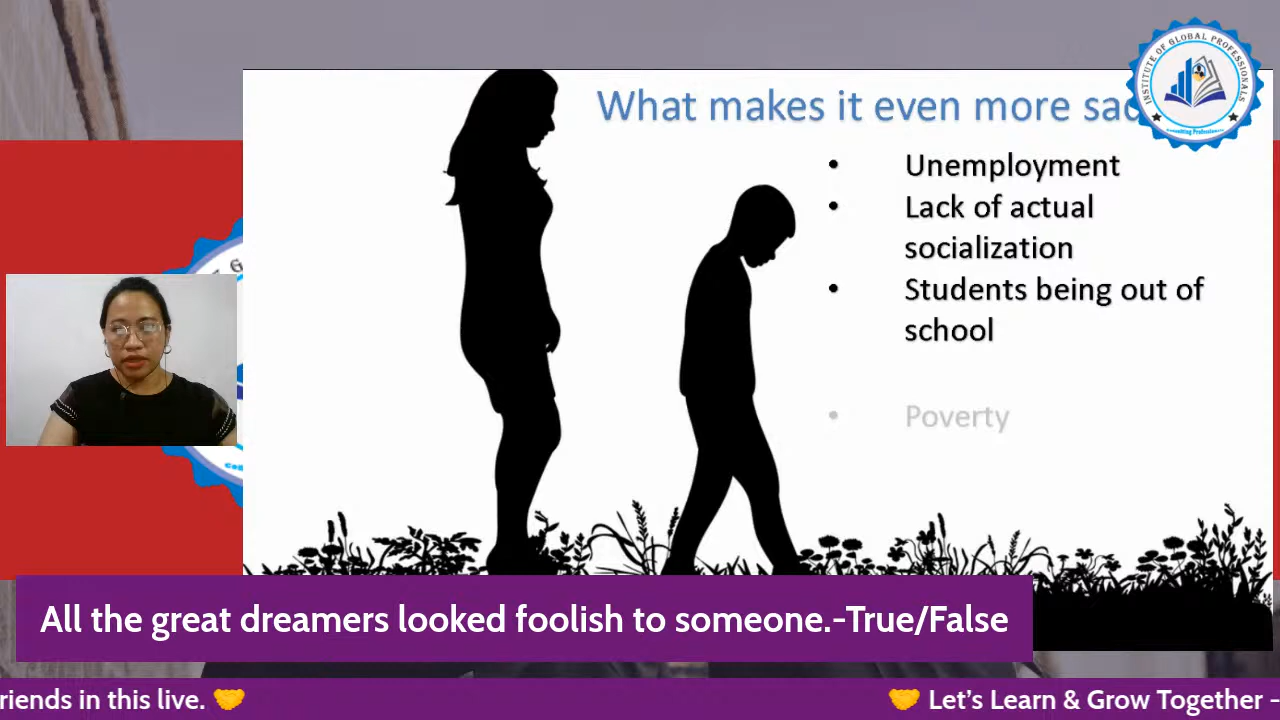 What makes it even more sad
INSTITUTE OF GLOBAL PROFESSIONALS
• Unemployment
• Lack of actual
socialization
• Students being out of
school
• Poverty
All the great dreamers looked foolish to someone.-True/False
riends in this live. 🤝 🤝 Let's Learn & Grow Together -